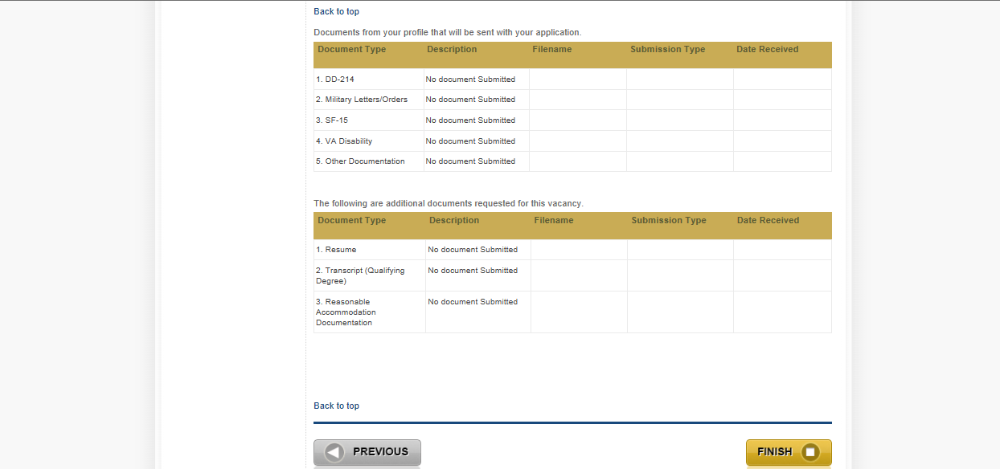 Back to top
Documents from your profile that will be sent with your application.
Document Type Description Filename Submission Type Date Received
1. DD-214 No document Submitted
2. Military Letters/Orders No document Submitted
3. SF-15 No document Submitted
4. VA Disability No document Submitted
5. Other Documentation No document Submitted
The following are additional documents requested for this vacancy.
Document Type Description Filename Submission Type Date Received
1. Resume No document Submitted
2. Transcript (Qualifying No document Submitted
Degree)
3. Reasonable No document Submitted
Accommodation
Documentation
Back to top
PREVIOUS FINISH